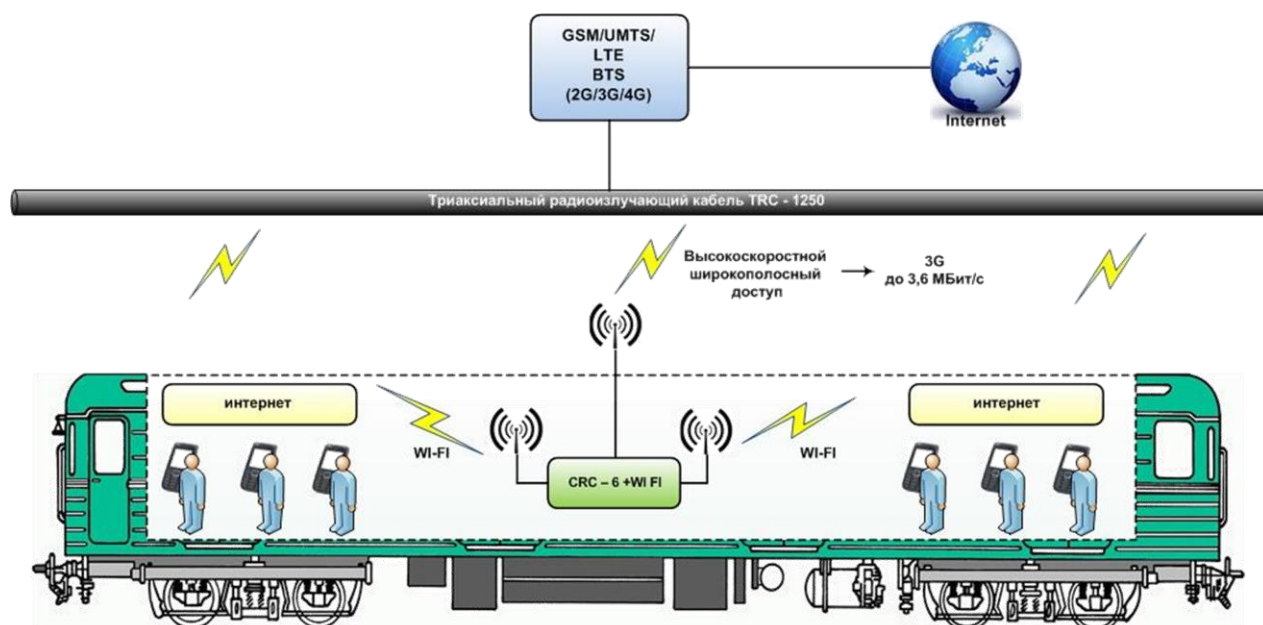 GSM/UMTS/
LTE
BTS
(2G/3G/4G)
Internet
Триаксиальный радиоизлучающий кабель TRC - 1250
Высокоскоростной
широкополосный
доступ
3G
до 3,6 МБит/с
интернет
WI-FI
CRC – 6 +WI FI
WI-FI
интернет